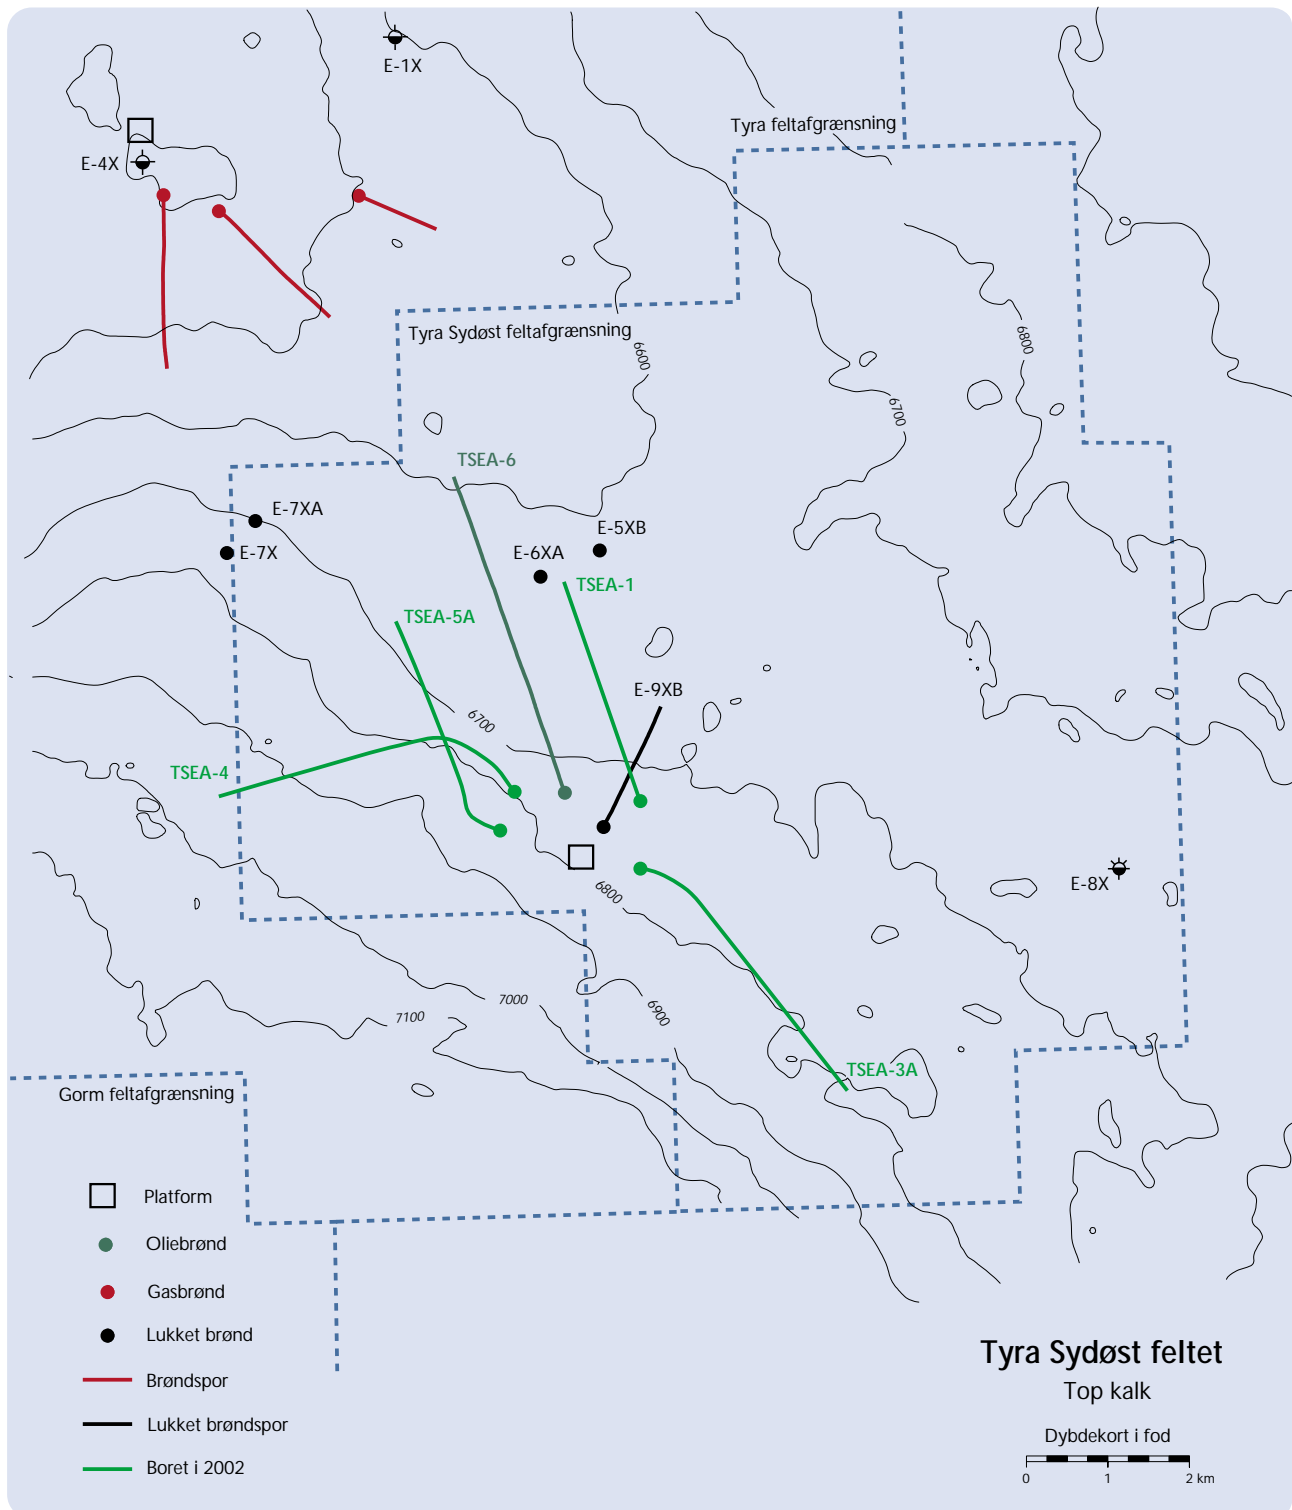 E-1X
Tyra feltafgrænsning
E-4X
Tyra Sydøst feltafgrænsning
6600
6800
6700
TSEA-6
E-7XA
E-5XB
E-7X
E-6XA
TSEA-1
TSEA-5A
E-9XB
6700
TSEA-4
E-8X
6800
7000
6900
7100
TSEA-3A
Gorm feltafgrænsning
Platform
Oliebrønd
Gasbrønd
Lukket brønd
Brøndspor
Lukket brøndspor
Boret i 2002
Tyra Sydøst feltet
Top kalk
Dybdekort i fod
0 1 2 km